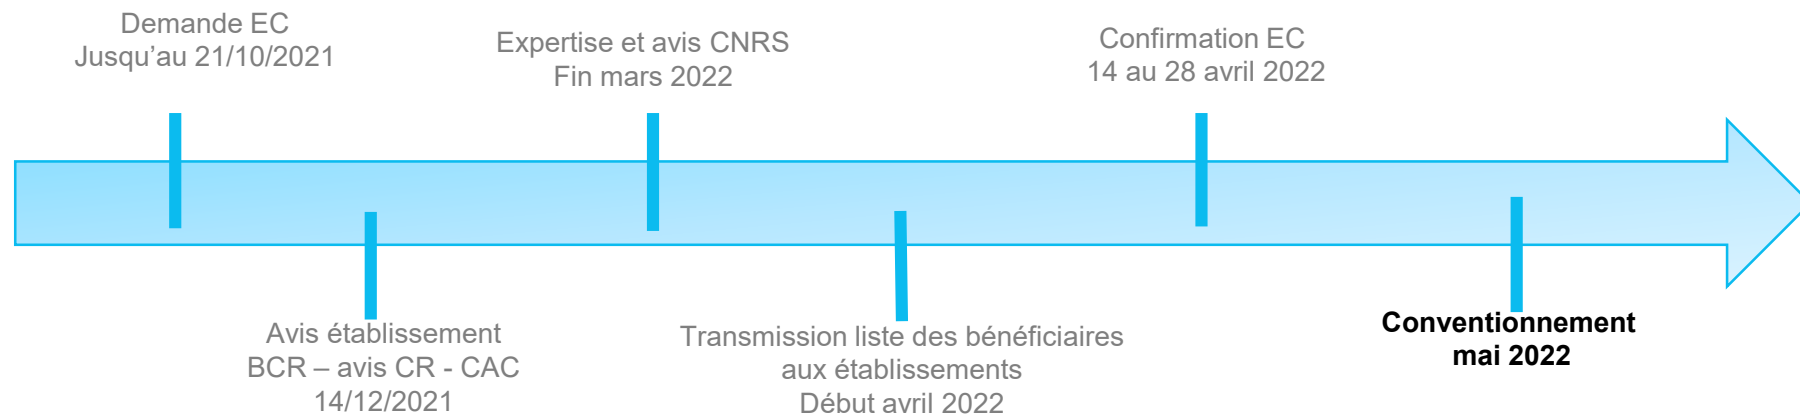 Demande EC
Jusqu’au 21/10/2021
Expertise et avis CNRS
Fin mars 2022
Confirmation EC
14 au 28 avril 2022
Avis établissement
BCR – avis CR - CAC
14/12/2021
Transmission liste des bénéficiaires
aux établissements
Début avril 2022
Conventionnement
mai 2022